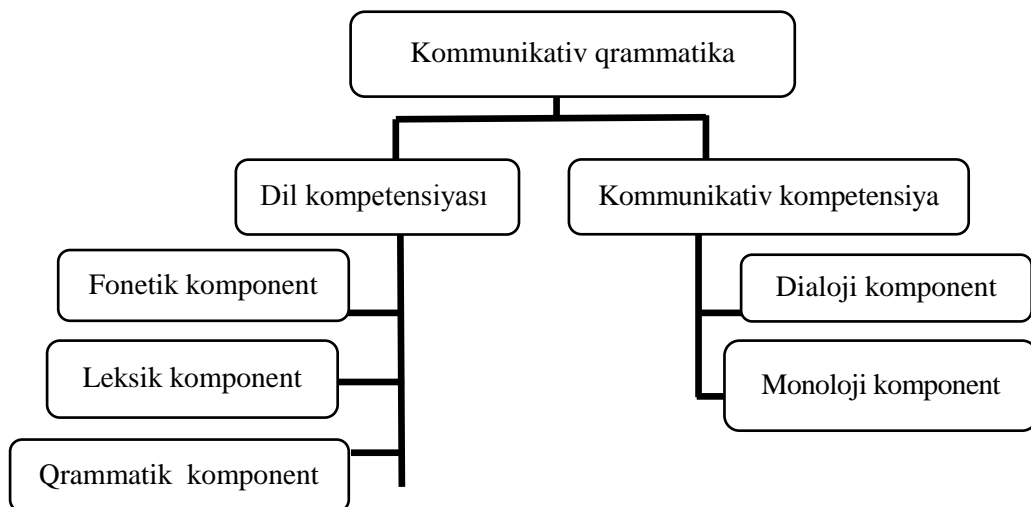 Kommunikativ qrammatika
Dil kompetensiyası
Kommunikativ kompetensiya
Fonetik komponent
Dialoji komponent
Leksik komponent
Monoloji komponent
Qrammatik komponent